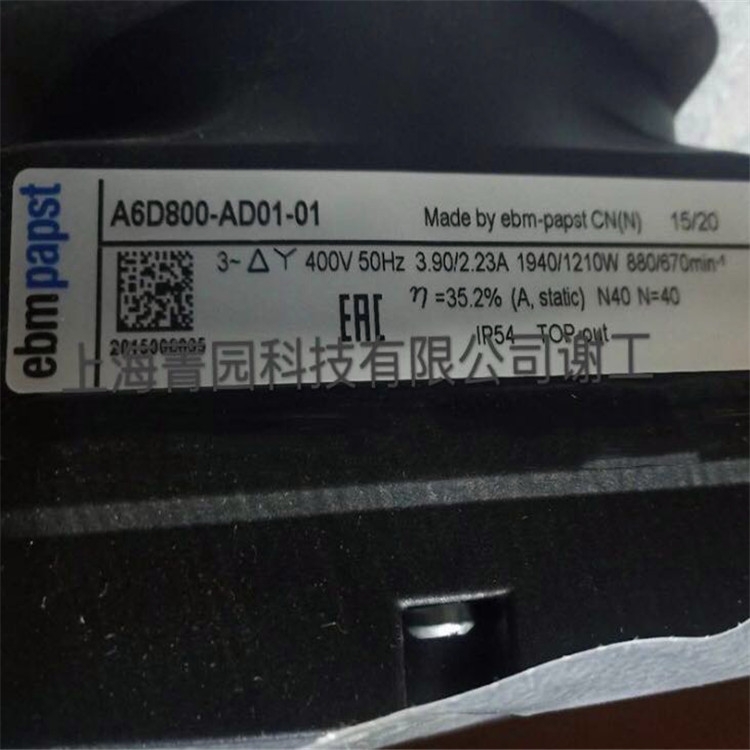 ebmpapst
A6D800-AD01-01 Made by ebm-papst CN(N) 15/20
3~ Δ Y 400V 50Hz 3.90/2.23A 1940/1210W 880/670min⁻¹
EAC η =35.2% (A, static) N40 N=40
IP54 TOP out
上海菁园科技有限公司谢工